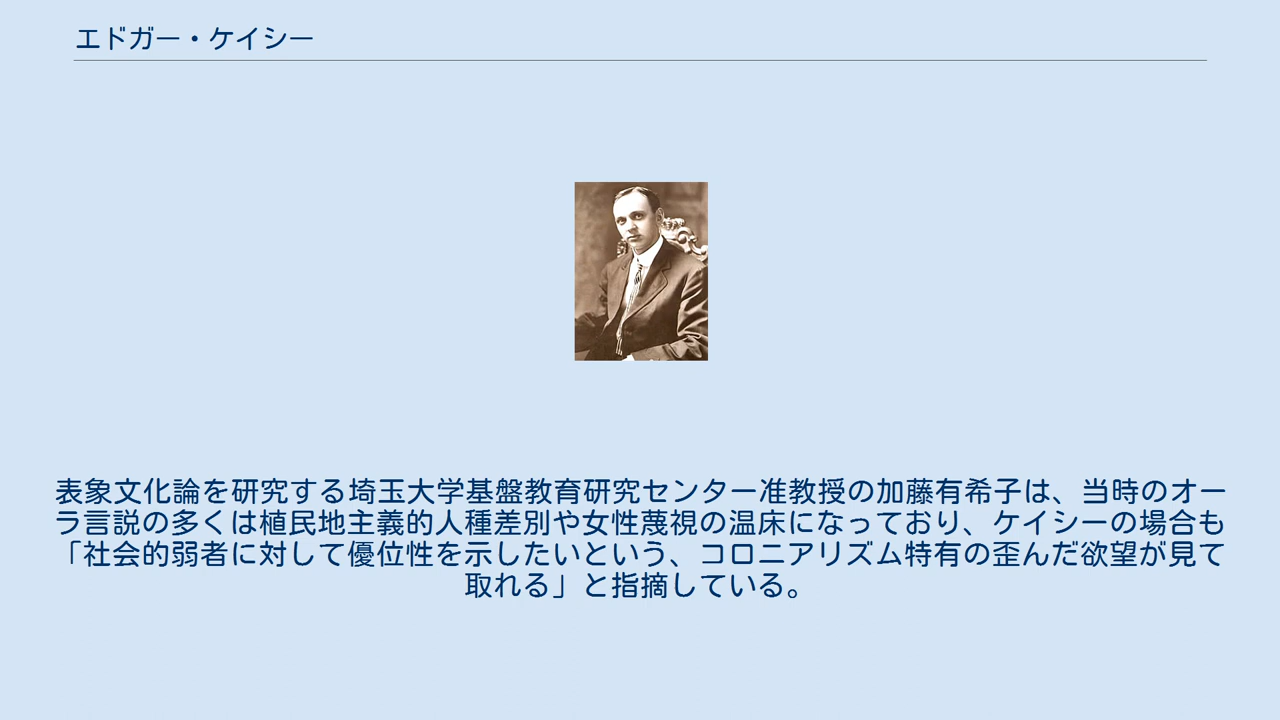 エドガー・ケイシー
表象文化論を研究する埼玉大学基盤教育研究センター准教授の加藤有希子は、当時のオー
ラ言説の多くは植民地主義的人種差別や女性蔑視の温床になっており、ケイシーの場合も
「社会的弱者に対して優位性を示したいという、コロニアリズム特有の歪んだ欲望が見て
取れる」と指摘している。